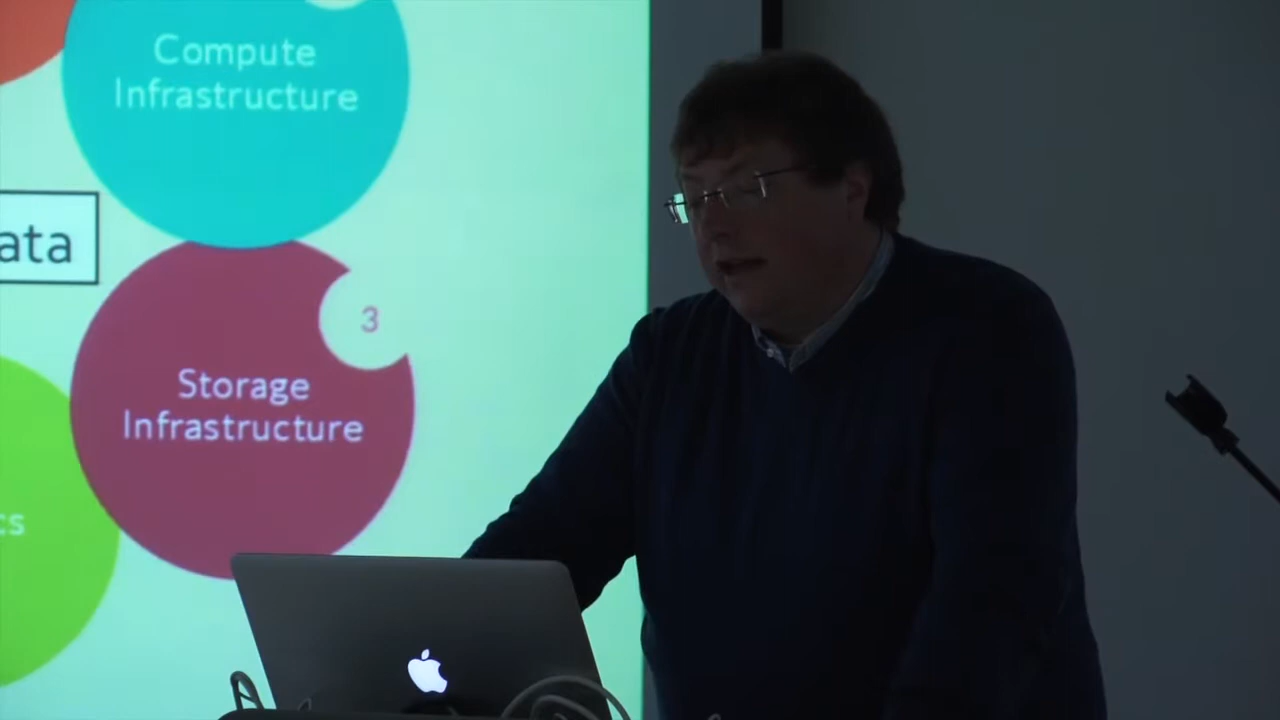 Compute
Infrastructure
ata
3
Storage
Infrastructure
cs